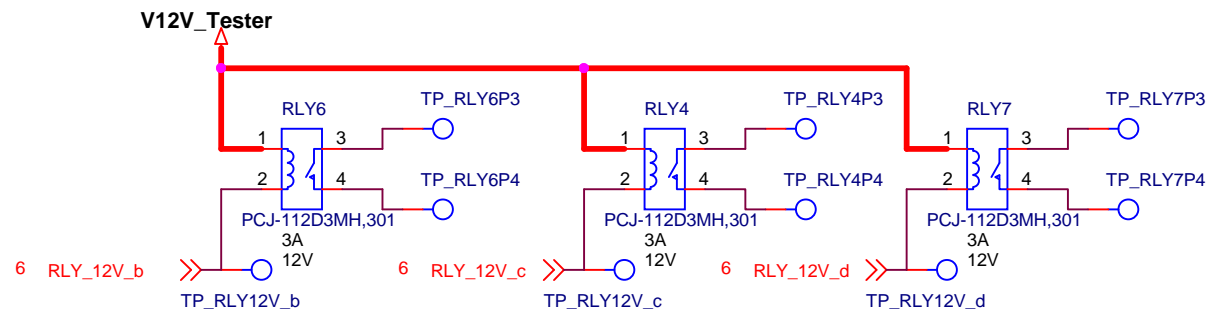 V12V_Tester
RLY6 TP_RLY6P3 RLY4 TP_RLY4P3 RLY7 TP_RLY7P3
1 3 1 3 1 3
2 4 TP_RLY6P4 2 4 TP_RLY4P4 2 4 TP_RLY7P4
PCJ-112D3MH,301 PCJ-112D3MH,301 PCJ-112D3MH,301
3A 3A 3A
12V 12V 12V
6 RLY_12V_b 6 RLY_12V_c 6 RLY_12V_d
TP_RLY12V_b TP_RLY12V_c TP_RLY12V_d